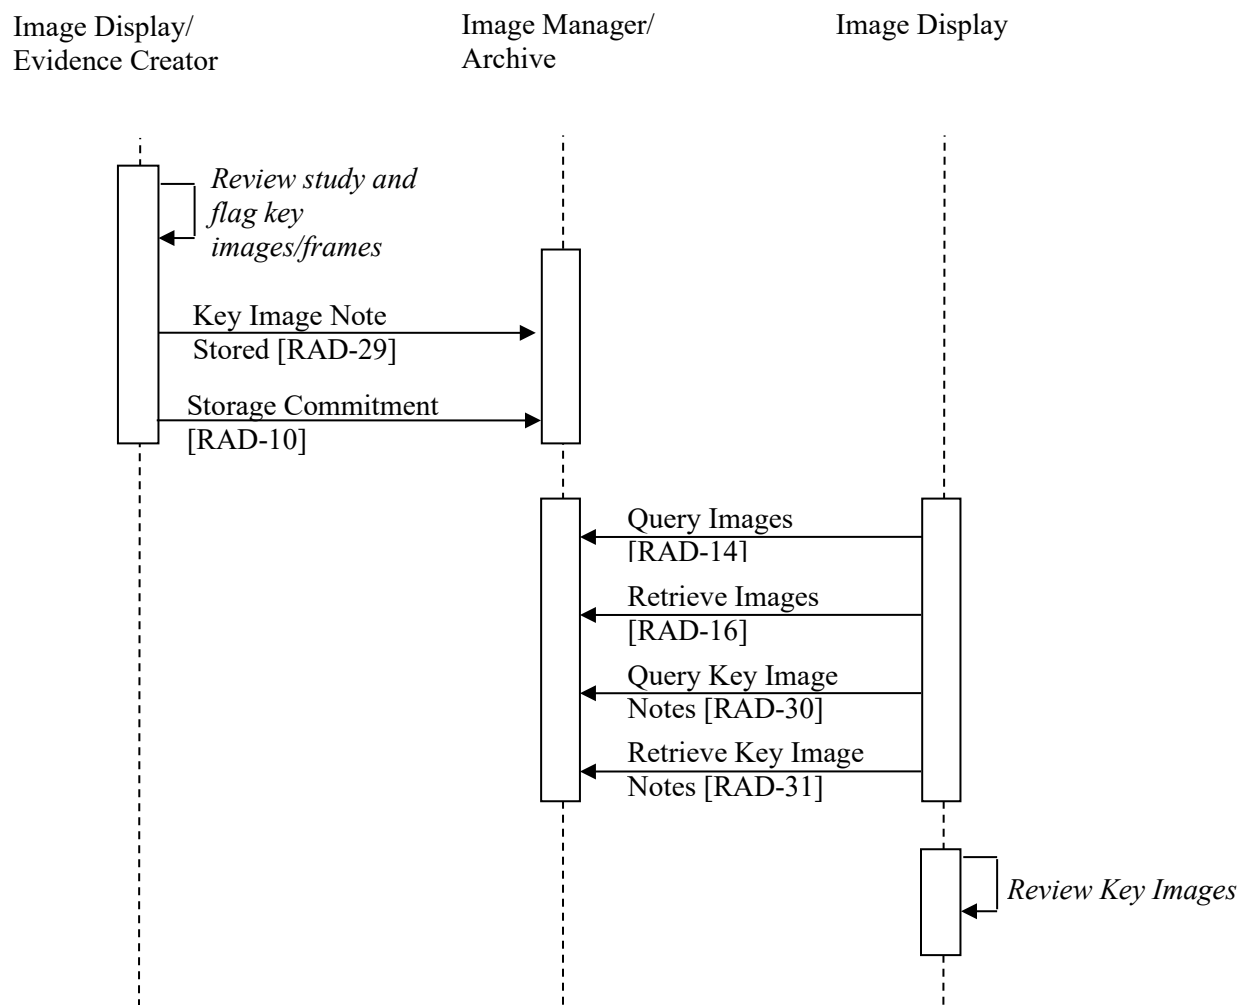 Image Display/
Evidence Creator
Image Manager/
Archive
Image Display
Review study and
flag key
images/frames
Key Image Note
Stored [RAD-29]
Storage Commitment
[RAD-10]
Query Images
[RAD-14]
Retrieve Images
[RAD-16]
Query Key Image
Notes [RAD-30]
Retrieve Key Image
Notes [RAD-31]
Review Key Images